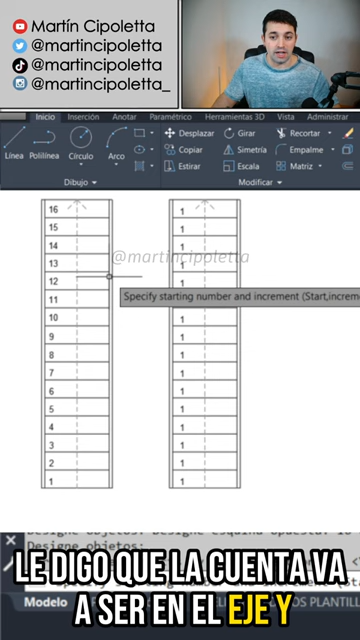 Martín Cipoletta
@martincipoletta
@martincipoletta
@martincipoletta_
Inicio Inserción Anotar Paramétrico Herramientas 3D Vista Administrar
Línea Polilínea Círculo Arco
Desplazar Girar Recortar
Copiar Simetría Empalme
Estirar Escala Matriz
Dibujo Modificar
16 1
15 1
14 1
13 1
@martincipoletta
12 1
11
Specify starting number and increment (Start,increm
10 1
9 1
8 1
7 1
6 1
5 1
4 1
3 1
2 1
1 1
Designe objetos:
LE DIGO QUE LA CUENTA VA
A SER EN EL EJE Y
Modelo